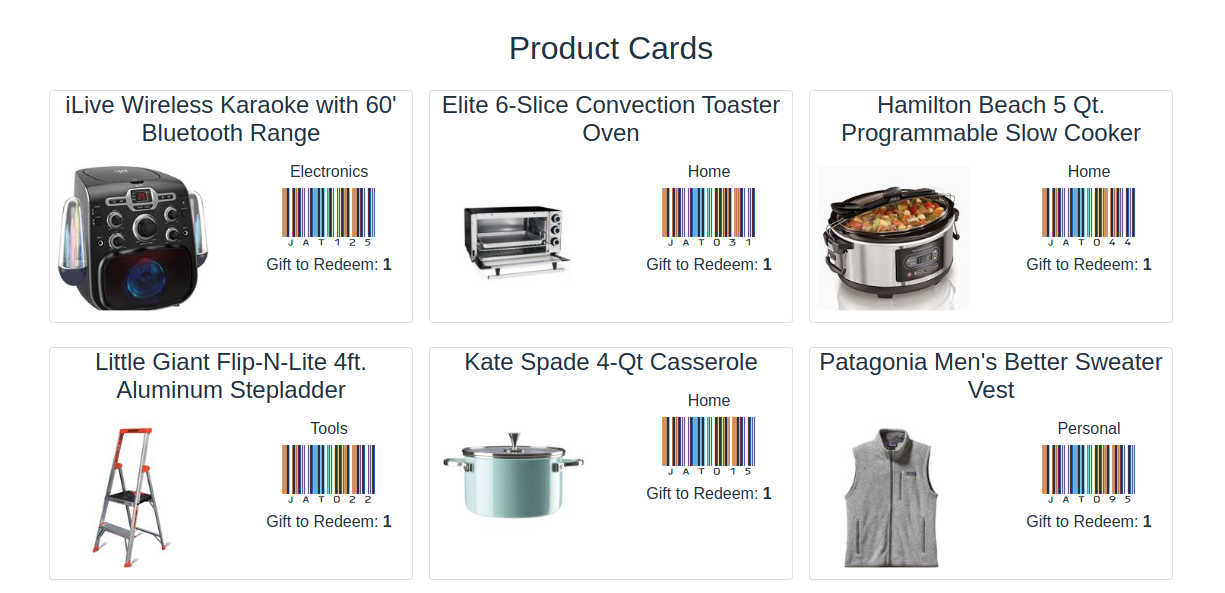 Product Cards
iLive Wireless Karaoke with 60'
Bluetooth Range
Electronics
JAT125
Gift to Redeem: 1
Elite 6-Slice Convection Toaster
Oven
Home
JAT031
Gift to Redeem: 1
Hamilton Beach 5 Qt.
Programmable Slow Cooker
Home
JAT044
Gift to Redeem: 1
Little Giant Flip-N-Lite 4ft.
Aluminum Stepladder
Tools
JAT022
Gift to Redeem: 1
Kate Spade 4-Qt Casserole
Home
JAT015
Gift to Redeem: 1
Patagonia Men's Better Sweater
Vest
Personal
JAT095
Gift to Redeem: 1